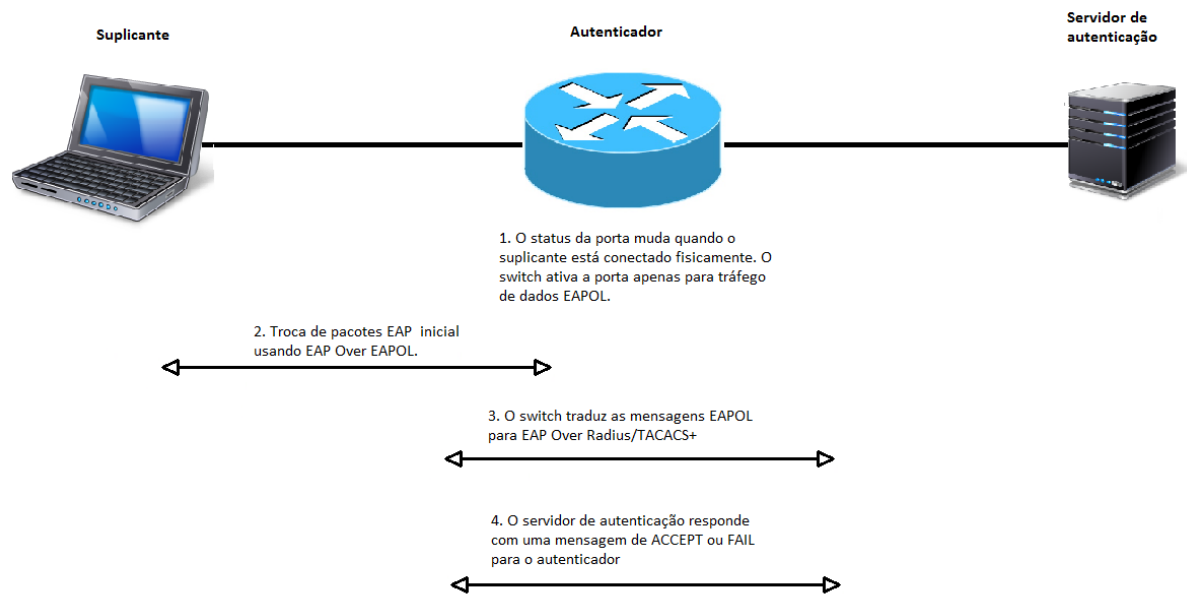 Suplicante
Autenticador
Servidor de
autenticação
1. O status da porta muda quando o
suplicante está conectado fisicamente. O
switch ativa a porta apenas para tráfego
de dados EAPOL.
2. Troca de pacotes EAP inicial
usando EAP Over EAPOL.
3. O switch traduz as mensagens EAPOL
para EAP Over Radius/TACACS+
4. O servidor de autenticação responde
com uma mensagem de ACCEPT ou FAIL
para o autenticador